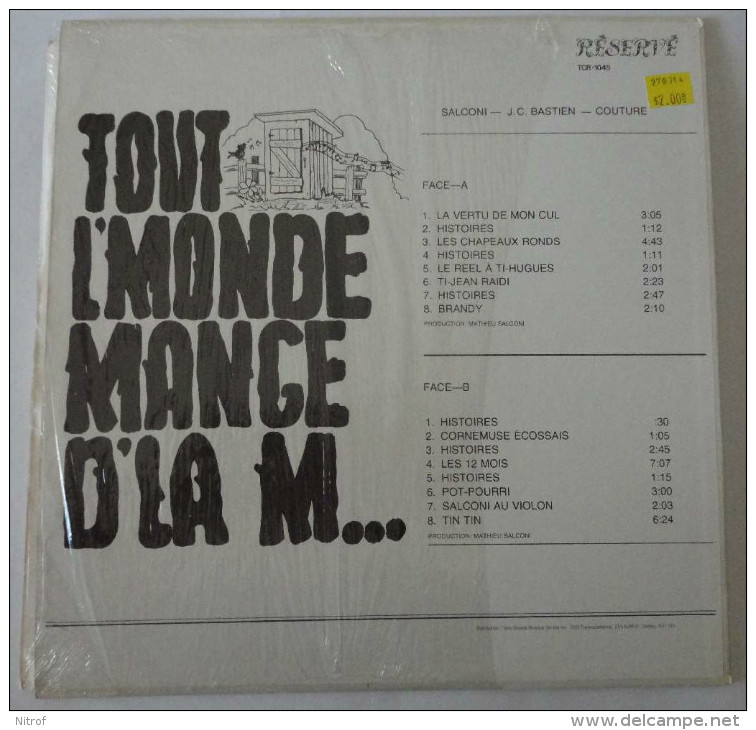 RÉSERVÉ
TCR-1045
$2.00
SALCONI — J.C. BASTIEN — COUTURE
TOUT
L'MONDE
MANGE
D'LA M...
FACE—A
1. LA VERTU DE MON CUL 3:05
2. HISTOIRES 1:12
3. LES CHAPEAUX RONDS 4:43
4. HISTOIRES 1:11
5. LE REEL À TI-HUGUES 2:01
6. TI-JEAN RAIDI 2:23
7. HISTOIRES 2:47
8. BRANDY 2:10
PRODUCTION: MATHIEU SALCONI
FACE—B
1. HISTOIRES :30
2. CORNEMUSE ÉCOSSAIS 1:05
3. HISTOIRES 2:45
4. LES 12 MOIS 7:07
5. HISTOIRES 1:15
6. POT-POURRI 3:00
7. SALCONI AU VIOLON 2:03
8. TIN TIN 6:24
PRODUCTION: MATHIEU SALCONI
Nitrof
www.delcampe.net